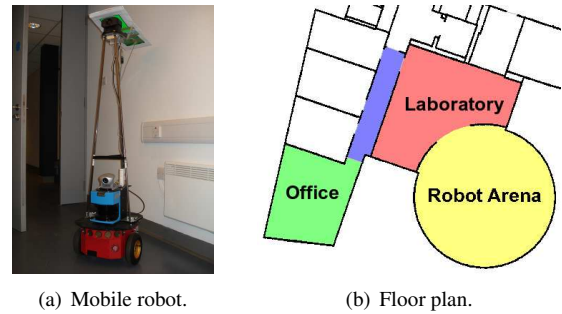 Laboratory
Office
Robot Arena
(a) Mobile robot.
(b) Floor plan.